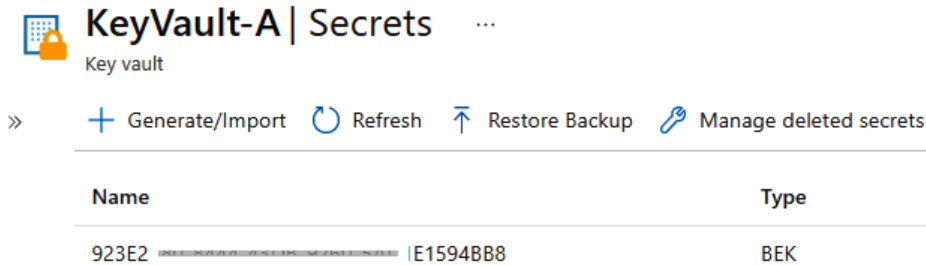 KeyVault-A | Secrets ...
Key vault
» Generate/Import Refresh Restore Backup Manage deleted secrets
Name Type
923E2 E1594BB8 BEK